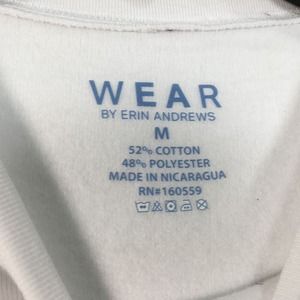 WEAR
BY ERIN ANDREWS
M
52% COTTON
48% POLYESTER
MADE IN NICARAGUA
RN#160559